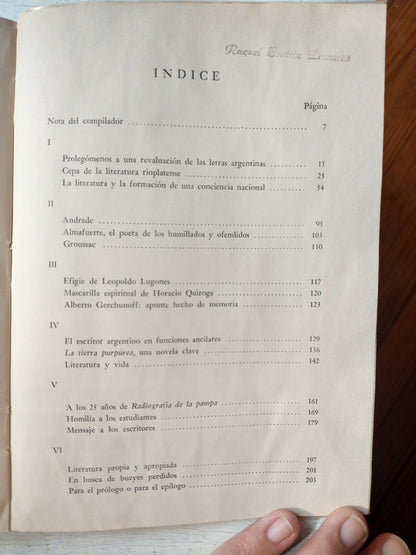 Raquel Beatriz
ÍNDICE
Página
Nota del compilador 7
I
Prolegómenos a una revaluación de las letras argentinas 11
Cepa de la literatura rioplatense 25
La literatura y la formación de una conciencia nacional 54
II
Andrade 95
Almafuerte, el poeta de los humillados y ofendidos 103
Groussac 110
III
Efigie de Leopoldo Lugones 117
Mascarilla espiritual de Horacio Quiroga 120
Alberto Gerchunoff: apunte hecho de memoria 123
IV
El escritor argentino en funciones ancilares 129
La tierra purpúrea, una novela clave 136
Literatura y vida 142
V
A los 25 años de Radiografía de la pampa 161
Homilía a los estudiantes 169
Mensaje a los escritores 179
VI
Literatura propia y apropiada 197
En busca de bueyes perdidos 201
Para el prólogo o para el epílogo 203